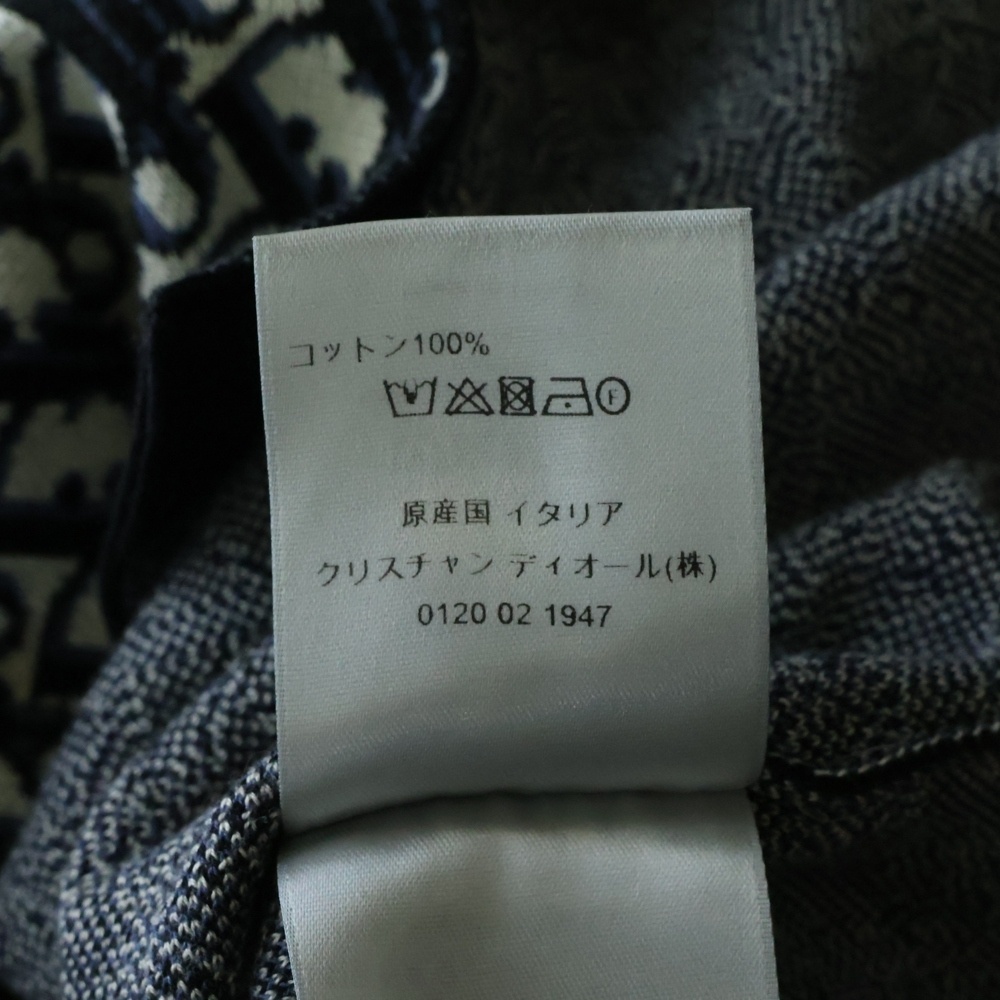 コットン100%
原産国 イタリア
クリスチャン ディオール(株)
0120 02 1947